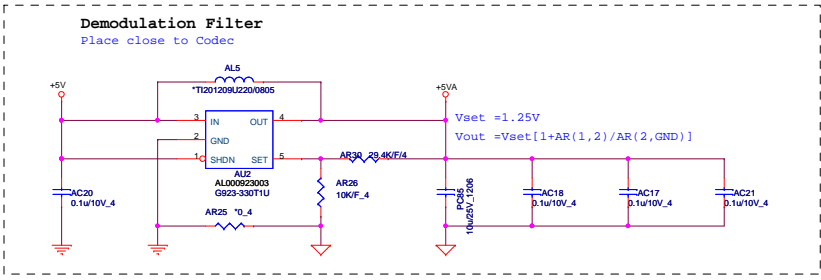 Demodulation Filter
Place close to Codec
+5V
AL5
*TI201209U220/0805
+5VA
3 IN OUT 4
2 GND
1 SHDN SET 5
AU2
AL000923003
G923-330T1U
Vset =1.25V
Vout =Vset[1+AR(1,2)/AR(2,GND)]
AR30 29.4K/F/4
AR26
10K/F_4
AR25 *0_4
AC20
0.1u/10V_4
PC85
10u/25V_1206
AC18
0.1u/10V_4
AC17
0.1u/10V_4
AC21
0.1u/10V_4